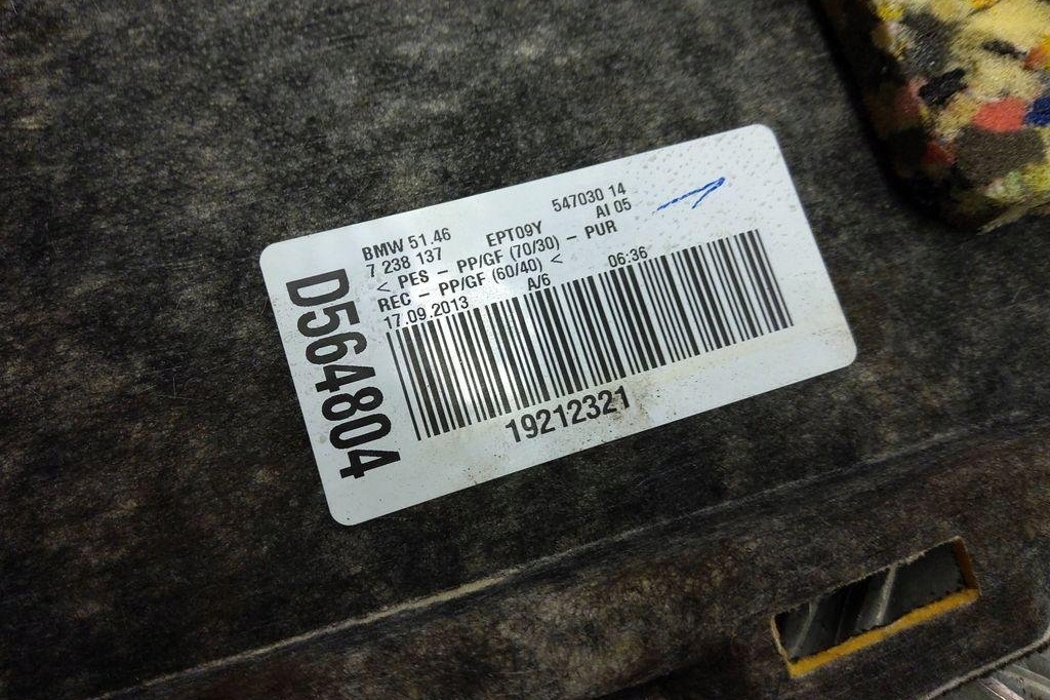 BMW 51.46
7 238 137
EPT09Y
547030 14
AI 05
< PES - PP/GF (70/30) - PUR
REC - PP/GF (60/40) <
17.09.2013
A/6
06:36
19212321
D564804